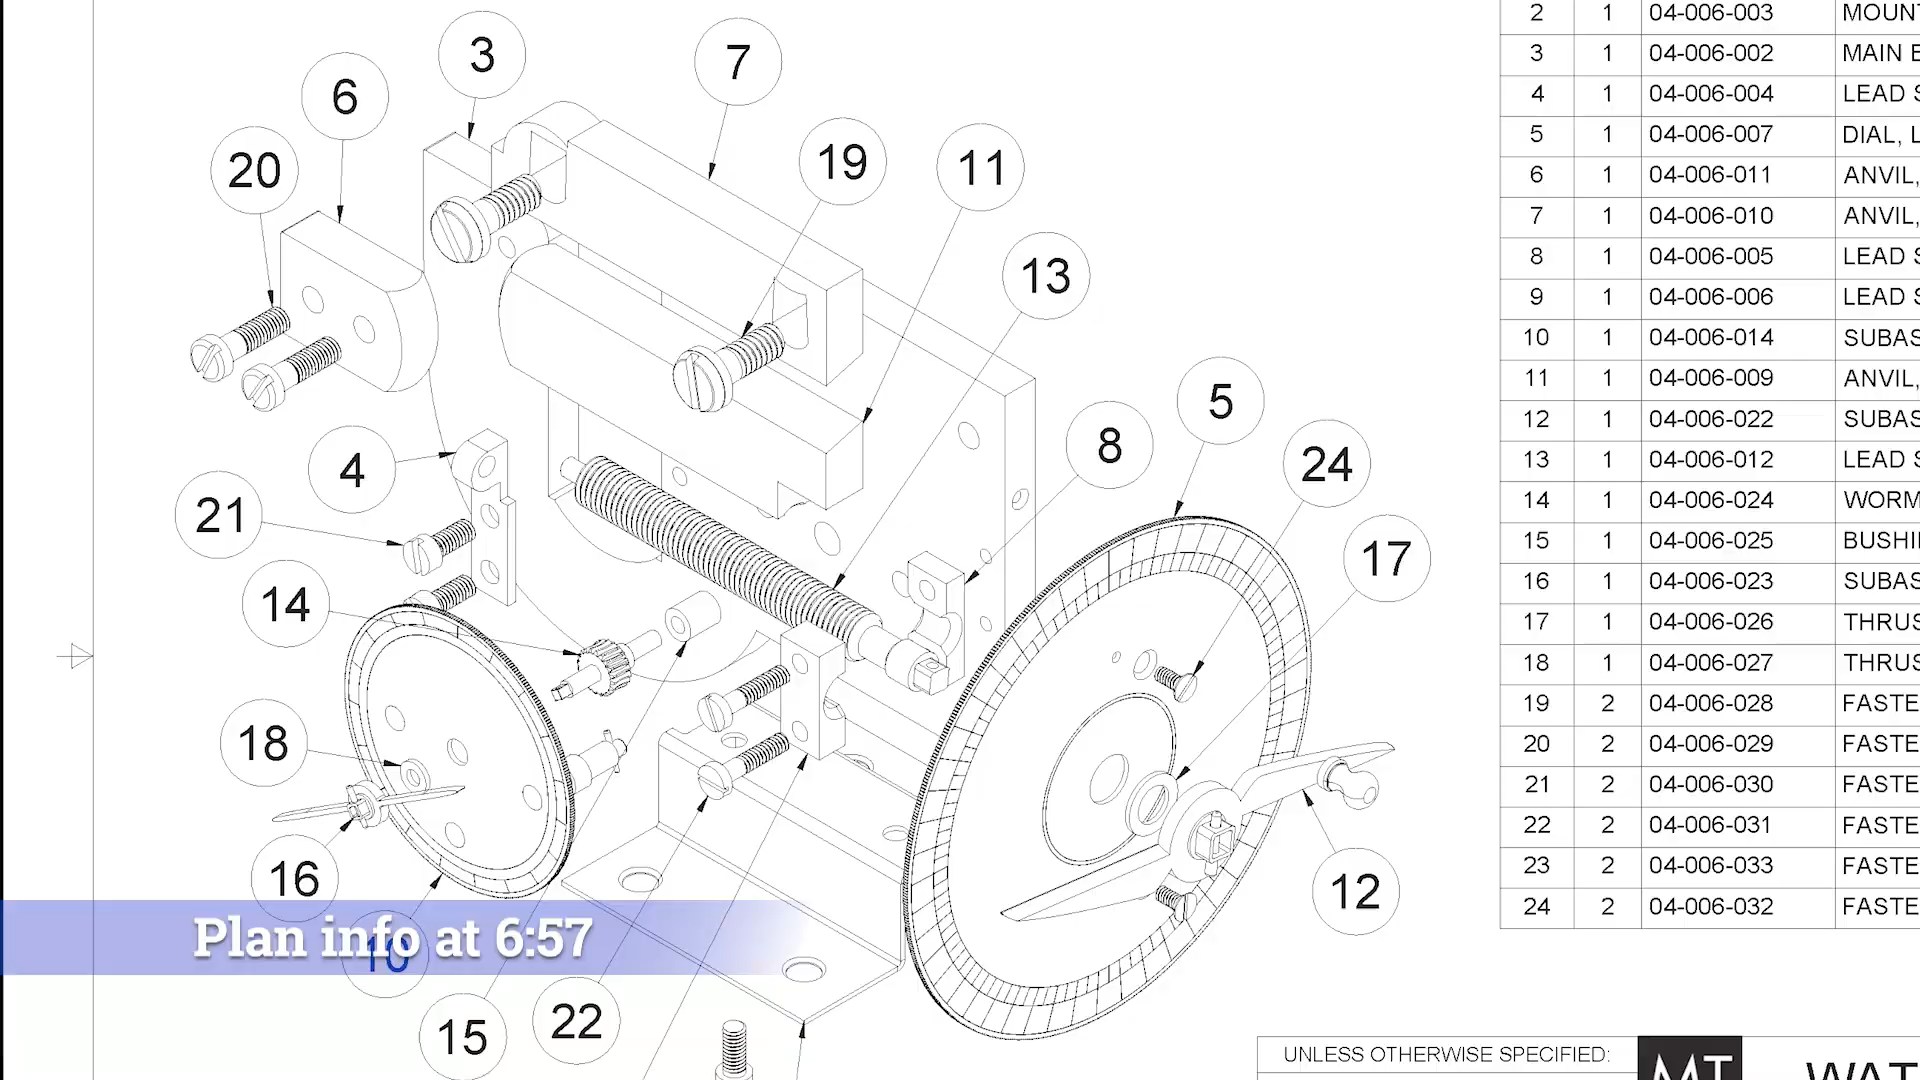 3
7
6
19
11
20
13
5
8
24
4
21
17
14
18
16
12
10
15
22
2 1 04-006-003 MOUNT
3 1 04-006-002 MAIN
4 1 04-006-004 LEAD
5 1 04-006-007 DIAL,
6 1 04-006-011 ANVIL,
7 1 04-006-010 ANVIL,
8 1 04-006-005 LEAD
9 1 04-006-006 LEAD
10 1 04-006-014 SUBAS
11 1 04-006-009 ANVIL,
12 1 04-006-022 SUBAS
13 1 04-006-012 LEAD
14 1 04-006-024 WORM
15 1 04-006-025 BUSHI
16 1 04-006-023 SUBAS
17 1 04-006-026 THRUS
18 1 04-006-027 THRUS
19 2 04-006-028 FASTE
20 2 04-006-029 FASTE
21 2 04-006-030 FASTE
22 2 04-006-031 FASTE
23 2 04-006-033 FASTE
24 2 04-006-032 FASTE
Plan info at 6:57
UNLESS OTHERWISE SPECIFIED:
MT
WAT